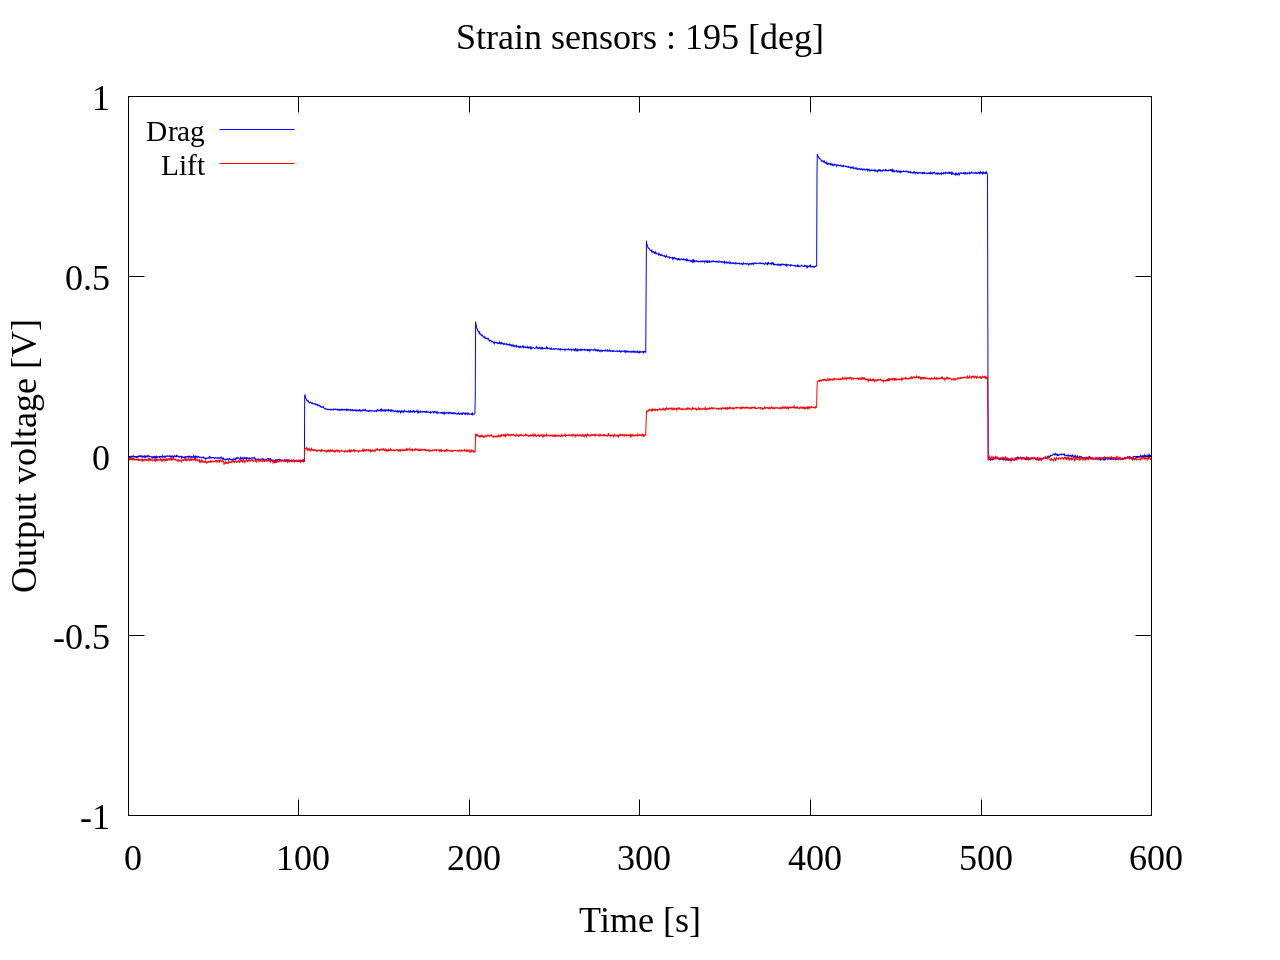 Strain sensors : 195 [deg]
1
0.5
0
-0.5
-1
Output voltage [V]
Drag
Lift
0 100 200 300 400 500 600
Time [s]